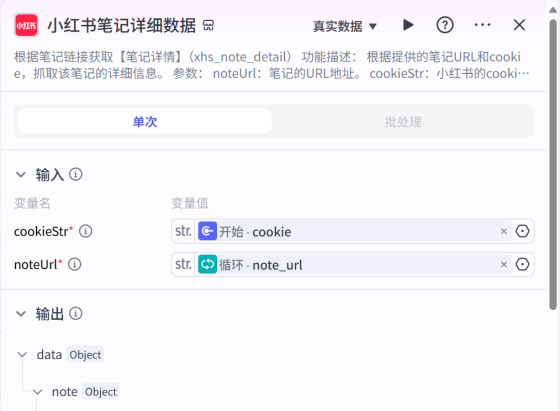 小红书
小红书笔记详细数据
真实数据
根据笔记链接获取【笔记详情】（xhs_note_detail） 功能描述： 根据提供的笔记URL和cooki
e，抓取该笔记的详细信息。 参数： noteUrl：笔记的URL地址。 cookieStr：小红书的cooki…
单次 批处理
输入
变量名 变量值
cookieStr* str. 开始 · cookie ×
noteUrl* str. 循环 · note_url ×
输出
data Object
note Object